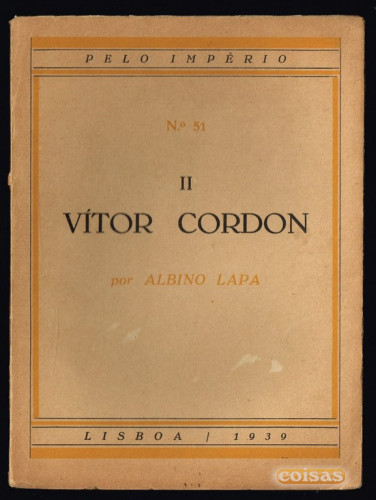 PELO IMPÉRIO
N.º 51
II
VÍTOR CORDON
por ALBINO LAPA
LISBOA / 1939
coisas